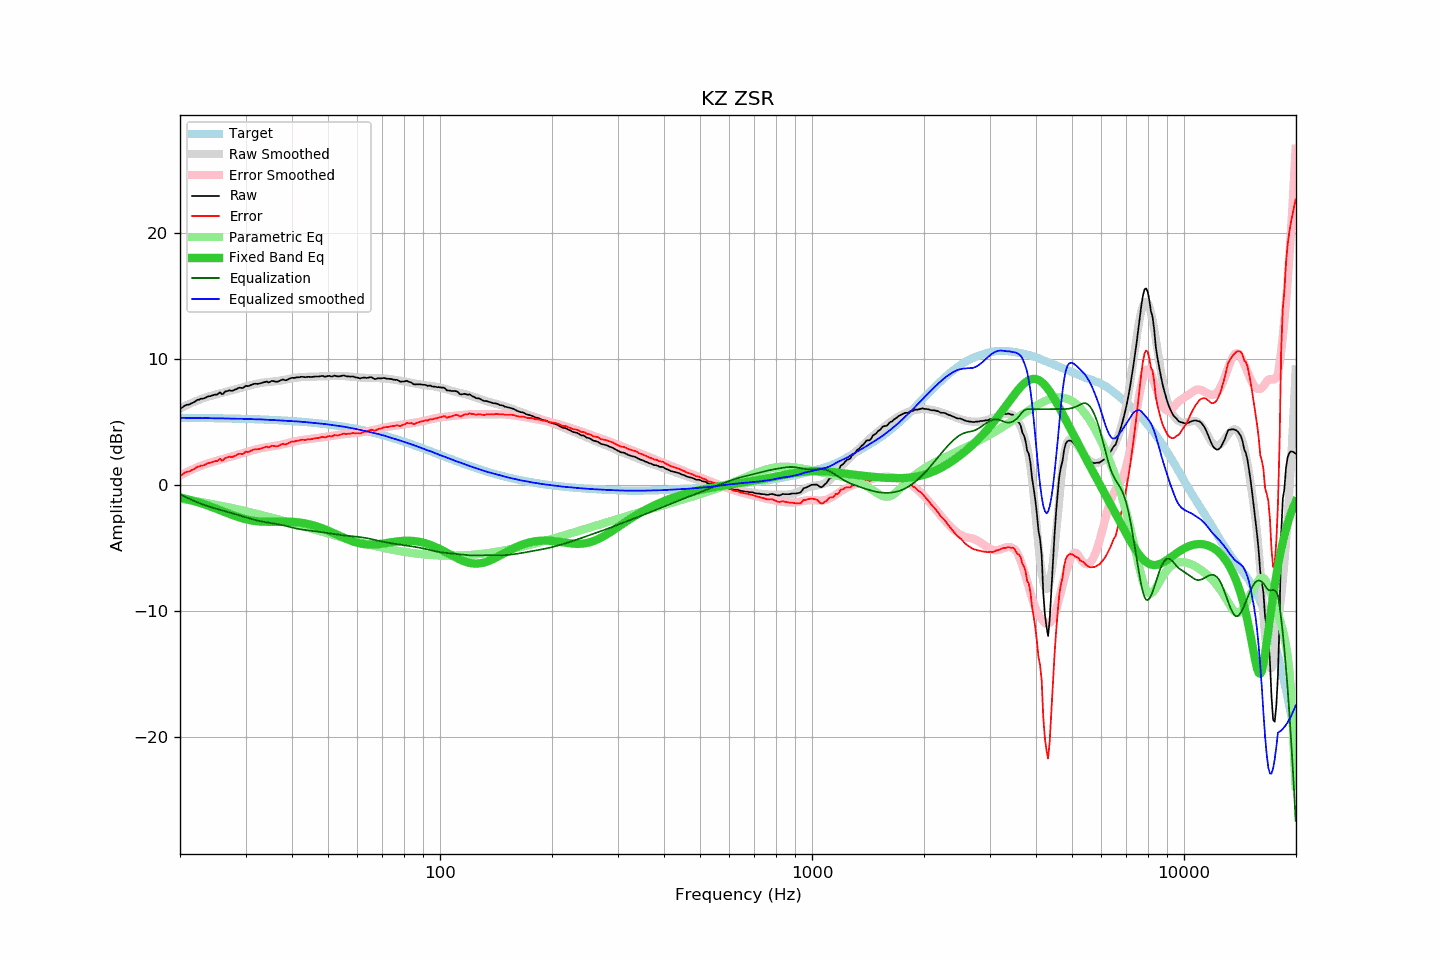 KZ ZSR
Target
Raw Smoothed
Error Smoothed
Raw
Error
Parametric Eq
Fixed Band Eq
Equalization
Equalized smoothed
Amplitude (dBr)
20
10
0
−10
−20
100
1000
10000
Frequency (Hz)